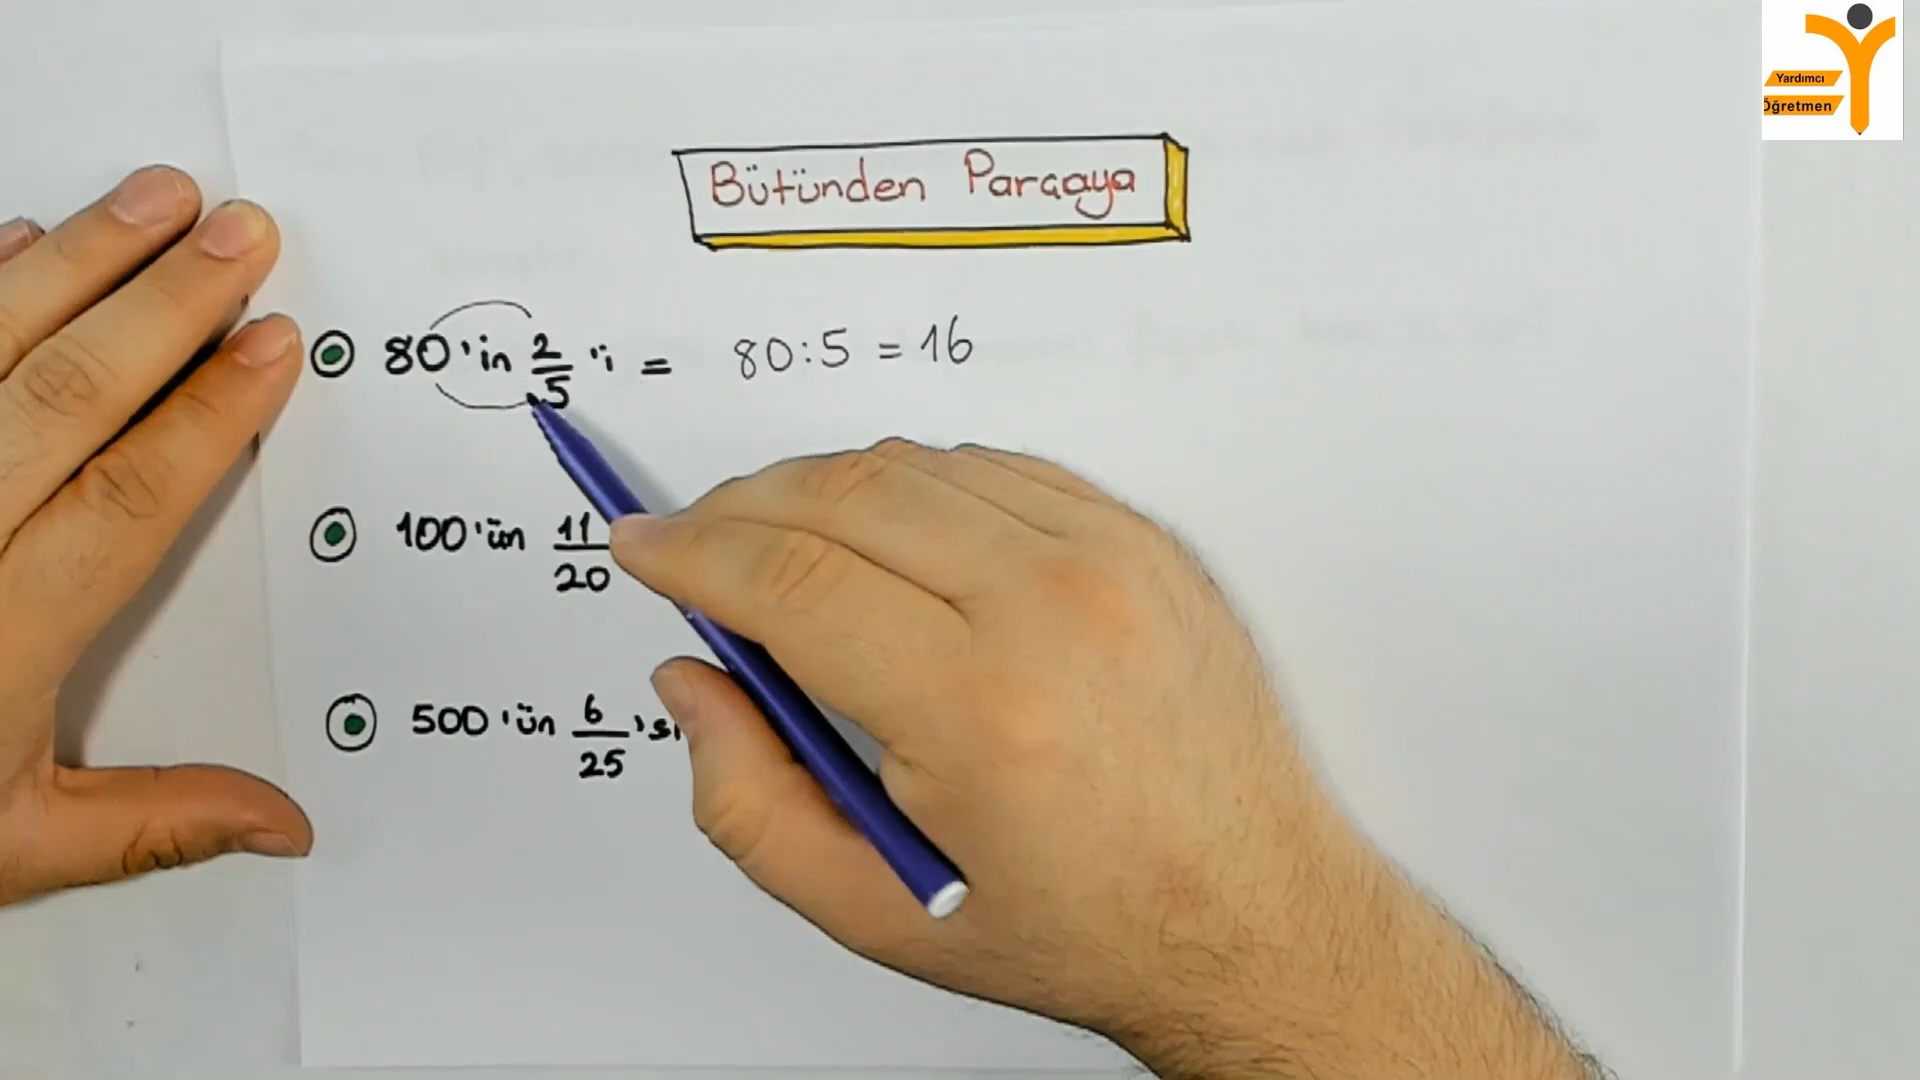 Yardımcı
Öğretmen
Bütünden Parçaya
80'in 2/5 'i = 80:5 = 16
100'ün 11/20
500'ün 6/25 'sı